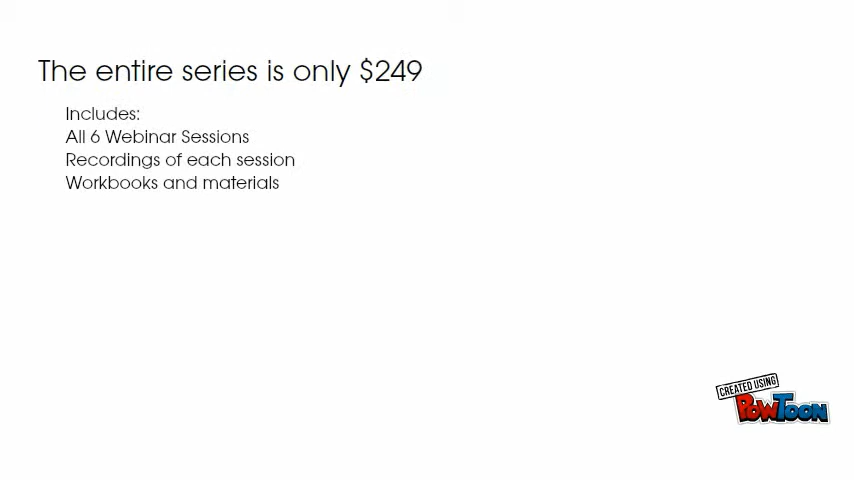 The entire series is only $249
Includes:
All 6 Webinar Sessions
Recordings of each session
Workbooks and materials
CREATED USING
PowToon